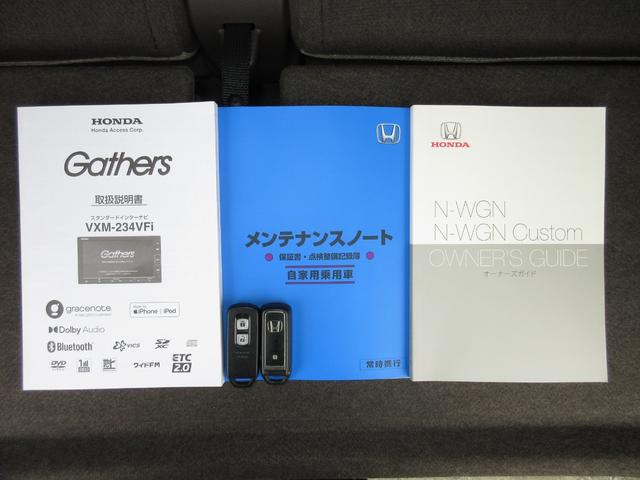 HONDA
Honda Access Corp.
Gathers
取扱説明書
スタンダードインターナビ
VXM-234VFi
Gathers
gracenote
Made for
iPhone | iPod
Dolby Audio
Bluetooth
VICS
SD XC
DVD
1SEG
ワイドFM
ETC 2.0
メンテナンスノート
保証書・点検整備記録簿
自家用乗用車
常時携行
HONDA
N-WGN
N-WGN Custom
OWNER'S GUIDE
オーナーズガイド